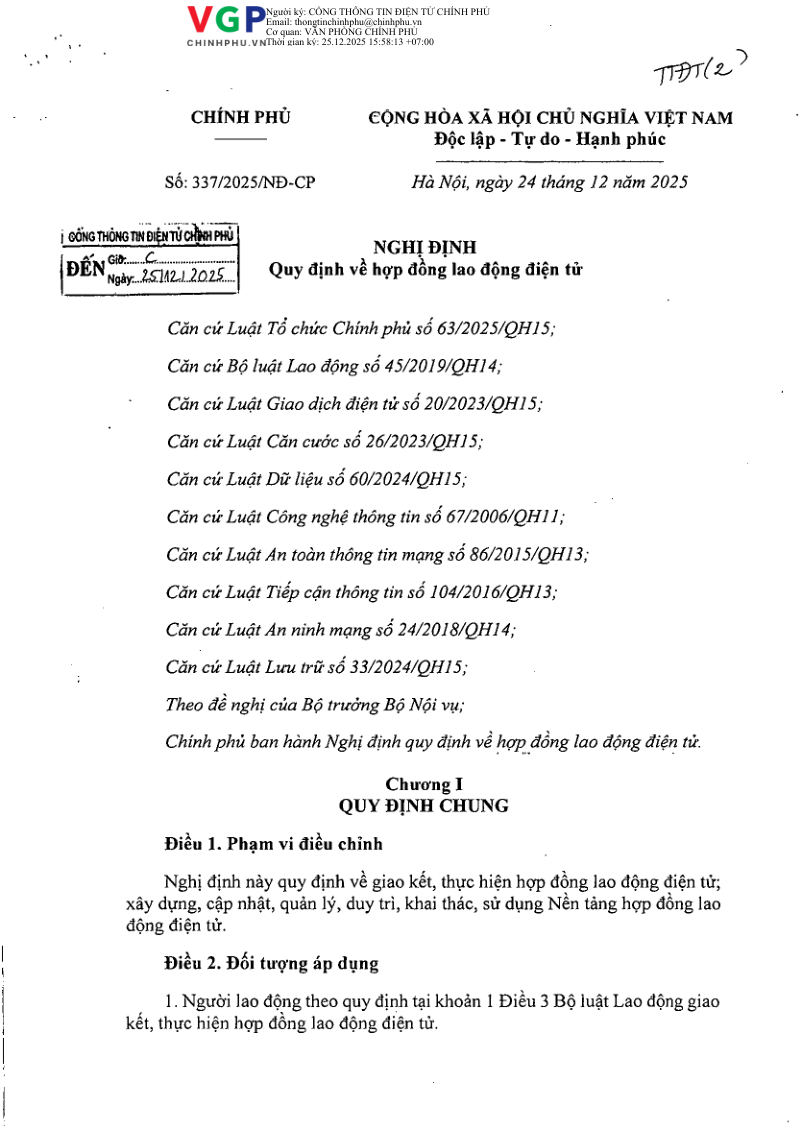 VGP
CHINHPHU.VN
Người ký: CỔNG THÔNG TIN ĐIỆN TỬ CHÍNH PHỦ
Email: thongtinchinhphu@chinhphu.vn
Cơ quan: VĂN PHÒNG CHÍNH PHỦ
Thời gian ký: 25.12.2025 15:58:13 +07:00
TTĐT(2)
CHÍNH PHỦ
CỘNG HÒA XÃ HỘI CHỦ NGHĨA VIỆT NAM
Độc lập - Tự do - Hạnh phúc
Số: 337/2025/NĐ-CP
Hà Nội, ngày 24 tháng 12 năm 2025
CỔNG THÔNG TIN ĐIỆN TỬ CHÍNH PHỦ
ĐẾN
Giờ: C
Ngày: 25/12/2025
NGHỊ ĐỊNH
Quy định về hợp đồng lao động điện tử
Căn cứ Luật Tổ chức Chính phủ số 63/2025/QH15;
Căn cứ Bộ luật Lao động số 45/2019/QH14;
Căn cứ Luật Giao dịch điện tử số 20/2023/QH15;
Căn cứ Luật Căn cước số 26/2023/QH15;
Căn cứ Luật Dữ liệu số 60/2024/QH15;
Căn cứ Luật Công nghệ thông tin số 67/2006/QH11;
Căn cứ Luật An toàn thông tin mạng số 86/2015/QH13;
Căn cứ Luật Tiếp cận thông tin số 104/2016/QH13;
Căn cứ Luật An ninh mạng số 24/2018/QH14;
Căn cứ Luật Lưu trữ số 33/2024/QH15;
Theo đề nghị của Bộ trưởng Bộ Nội vụ;
Chính phủ ban hành Nghị định quy định về hợp đồng lao động điện tử.
Chương I
QUY ĐỊNH CHUNG
Điều 1. Phạm vi điều chỉnh
Nghị định này quy định về giao kết, thực hiện hợp đồng lao động điện tử;
xây dựng, cập nhật, quản lý, duy trì, khai thác, sử dụng Nền tảng hợp đồng lao
động điện tử.
Điều 2. Đối tượng áp dụng
1. Người lao động theo quy định tại khoản 1 Điều 3 Bộ luật Lao động giao
kết, thực hiện hợp đồng lao động điện tử.